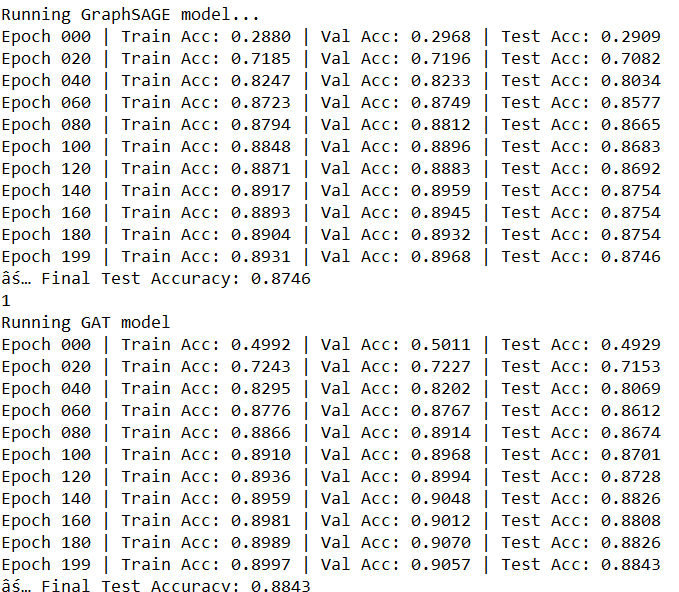 Running GraphSAGE model...
Epoch 000 | Train Acc: 0.2880 | Val Acc: 0.2968 | Test Acc: 0.2909
Epoch 020 | Train Acc: 0.7185 | Val Acc: 0.7196 | Test Acc: 0.7082
Epoch 040 | Train Acc: 0.8247 | Val Acc: 0.8233 | Test Acc: 0.8034
Epoch 060 | Train Acc: 0.8723 | Val Acc: 0.8749 | Test Acc: 0.8577
Epoch 080 | Train Acc: 0.8794 | Val Acc: 0.8812 | Test Acc: 0.8665
Epoch 100 | Train Acc: 0.8848 | Val Acc: 0.8896 | Test Acc: 0.8683
Epoch 120 | Train Acc: 0.8871 | Val Acc: 0.8883 | Test Acc: 0.8692
Epoch 140 | Train Acc: 0.8917 | Val Acc: 0.8959 | Test Acc: 0.8754
Epoch 160 | Train Acc: 0.8893 | Val Acc: 0.8945 | Test Acc: 0.8754
Epoch 180 | Train Acc: 0.8904 | Val Acc: 0.8932 | Test Acc: 0.8754
Epoch 199 | Train Acc: 0.8931 | Val Acc: 0.8968 | Test Acc: 0.8746
âś… Final Test Accuracy: 0.8746
1
Running GAT model
Epoch 000 | Train Acc: 0.4992 | Val Acc: 0.5011 | Test Acc: 0.4929
Epoch 020 | Train Acc: 0.7243 | Val Acc: 0.7227 | Test Acc: 0.7153
Epoch 040 | Train Acc: 0.8295 | Val Acc: 0.8202 | Test Acc: 0.8069
Epoch 060 | Train Acc: 0.8776 | Val Acc: 0.8767 | Test Acc: 0.8612
Epoch 080 | Train Acc: 0.8866 | Val Acc: 0.8914 | Test Acc: 0.8674
Epoch 100 | Train Acc: 0.8910 | Val Acc: 0.8968 | Test Acc: 0.8701
Epoch 120 | Train Acc: 0.8936 | Val Acc: 0.8994 | Test Acc: 0.8728
Epoch 140 | Train Acc: 0.8959 | Val Acc: 0.9048 | Test Acc: 0.8826
Epoch 160 | Train Acc: 0.8981 | Val Acc: 0.9012 | Test Acc: 0.8808
Epoch 180 | Train Acc: 0.8989 | Val Acc: 0.9070 | Test Acc: 0.8826
Epoch 199 | Train Acc: 0.8997 | Val Acc: 0.9057 | Test Acc: 0.8843
âś… Final Test Accuracy: 0.8843